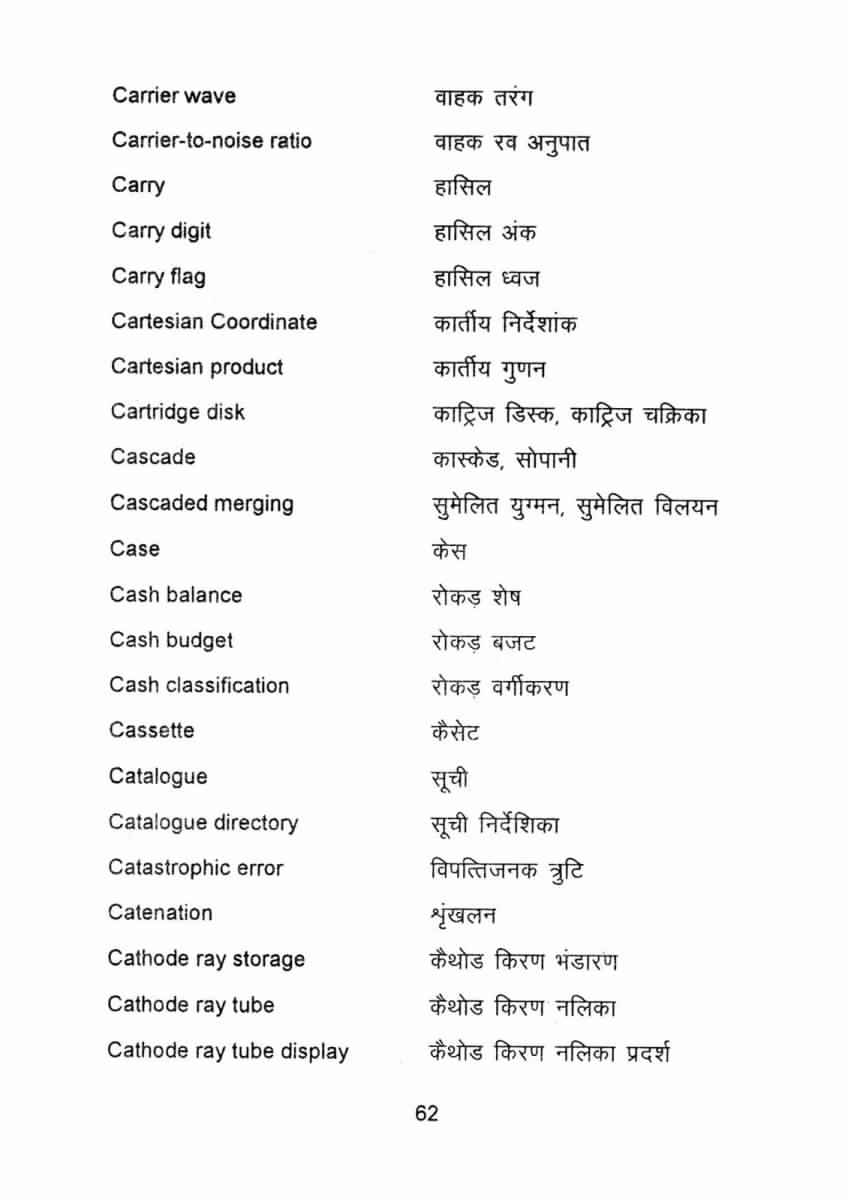 Carrier wave वाहक तरंग
Carrier-to-noise ratio वाहक रव अनुपात
Carry हासिल
Carry digit हासिल अंक
Carry flag हासिल ध्वज
Cartesian Coordinate कार्तीय निर्देशांक
Cartesian product कार्तीय गुणन
Cartridge disk काट्रिज डिस्क, काट्रिज चक्रिका
Cascade कास्केड, सोपानी
Cascaded merging सुमेलित युग्मन, सुमेलित विलयन
Case केस
Cash balance रोकड़ शेष
Cash budget रोकड़ बजट
Cash classification रोकड़ वर्गीकरण
Cassette कैसेट
Catalogue सूची
Catalogue directory सूची निर्देशिका
Catastrophic error विपत्तिजनक त्रुटि
Catenation शृंखलन
Cathode ray storage कैथोड किरण भंडारण
Cathode ray tube कैथोड किरण नलिका
Cathode ray tube display कैथोड किरण नलिका प्रदर्श
62